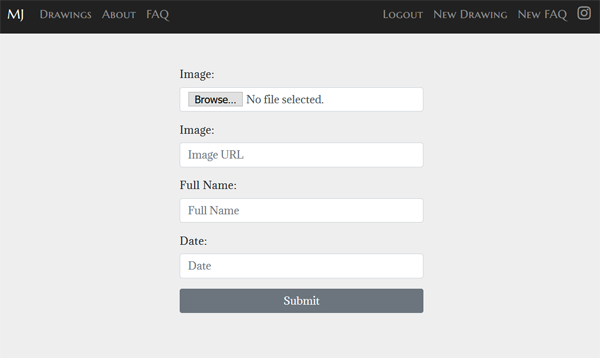 MJ Drawings About FAQ Logout New Drawing New FAQ
Image:
Browse... No file selected.
Image:
Image URL
Full Name:
Full Name
Date:
Date
Submit